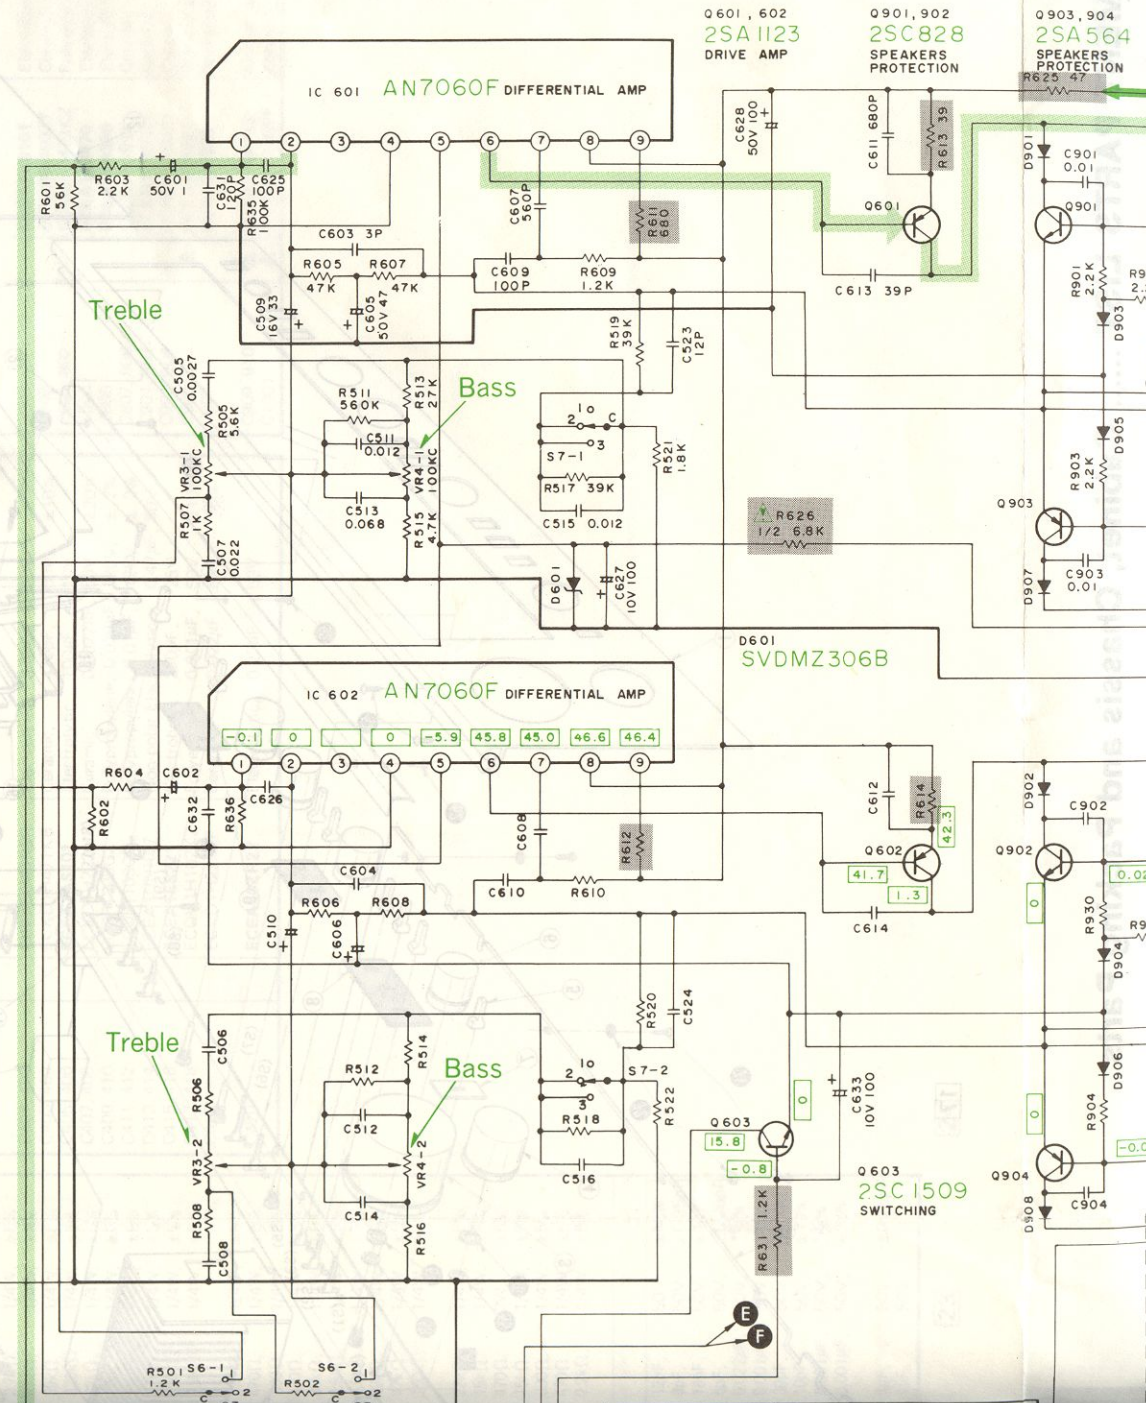 Q601, 602
2SA1123
DRIVE AMP
Q901, 902
2SC828
SPEAKERS
PROTECTION
Q903, 904
2SA564
SPEAKERS
PROTECTION
R625 47
IC 601 AN7060F DIFFERENTIAL AMP
1 2 3 4 5 6 7 8 9
C628
50V 100
C611 680P
R613 39
D901
C901
0.01
R601
56K
R603
2.2K
C601
50V 1
C631
120P
R635
100K
C625
100P
C607
560P
R611
680
Q601
Q901
C603 3P
R605
47K
R607
47K
C609
100P
R609
1.2K
C613 39P
R901
2.2K
D903
C509
16V 33
C605
50V 47
R519
39K
C523
12P
Treble
C505
0.0027
R505
5.6K
R511
560K
R513
27K
Bass
C511
0.012
VR3-1
100KC
VR4-1
100KC
C513
0.068
R507
1K
C507
0.022
R515
4.7K
1
2
C
3
S7-1
R517 39K
C515 0.012
R521
1.8K
D905
R903
2.2K
Q903
R626
1/2 6.8K
D601
C627
10V 100
D907
C903
0.01
D601
SVDMZ306B
IC 602 AN7060F DIFFERENTIAL AMP
-0.1 0 0 -5.9 45.8 45.0 46.6 46.4
1 2 3 4 5 6 7 8 9
R604
C602
R602
C632
R636
C626
C608
R612
C612
R614
42.3
Q602
41.7
1.3
D902
C902
Q902
0
0.02
C604
R606
R608
C610
R610
C614
R930
D904
C510
C606
R520
C524
Treble
C506
R506
R512
R514
Bass
C512
VR3-2
VR4-2
C514
R508
C508
R516
1
2
3
S7-2
R518
C516
R522
Q603
15.8
0
-0.8
C633
10V 100
R631 1.2K
Q603
2SC1509
SWITCHING
D906
0
R904
Q904
C904
D908
E
F
R501
1.2K
S6-1
1
C
2
R502
S6-2
1
C
2